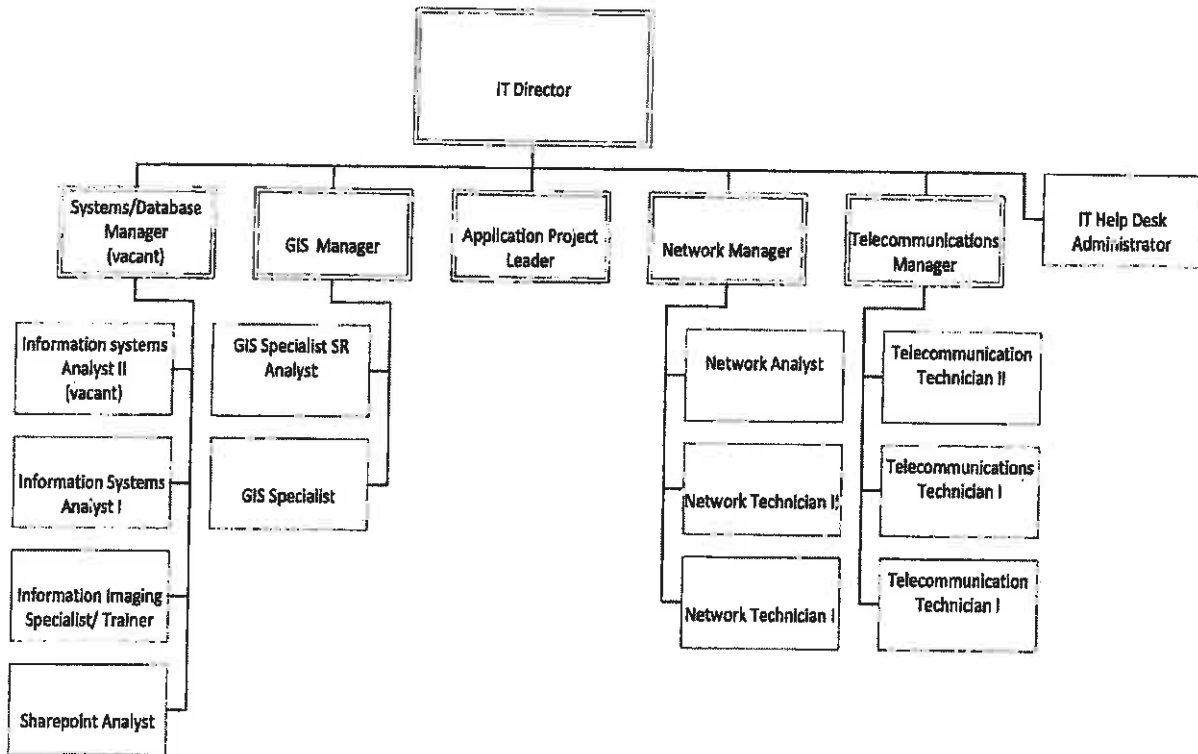 IT Director
Systems/Database
Manager
(vacant)
GIS Manager
Application Project
Leader
Network Manager
Telecommunications
Manager
IT Help Desk
Administrator
Information systems
Analyst II
(vacant)
GIS Specialist SR
Analyst
Network Analyst
Telecommunication
Technician II
Information Systems
Analyst I
GIS Specialist
Network Technician II
Telecommunications
Technician I
Information Imaging
Specialist/ Trainer
Network Technician I
Telecommunication
Technician I
Sharepoint Analyst